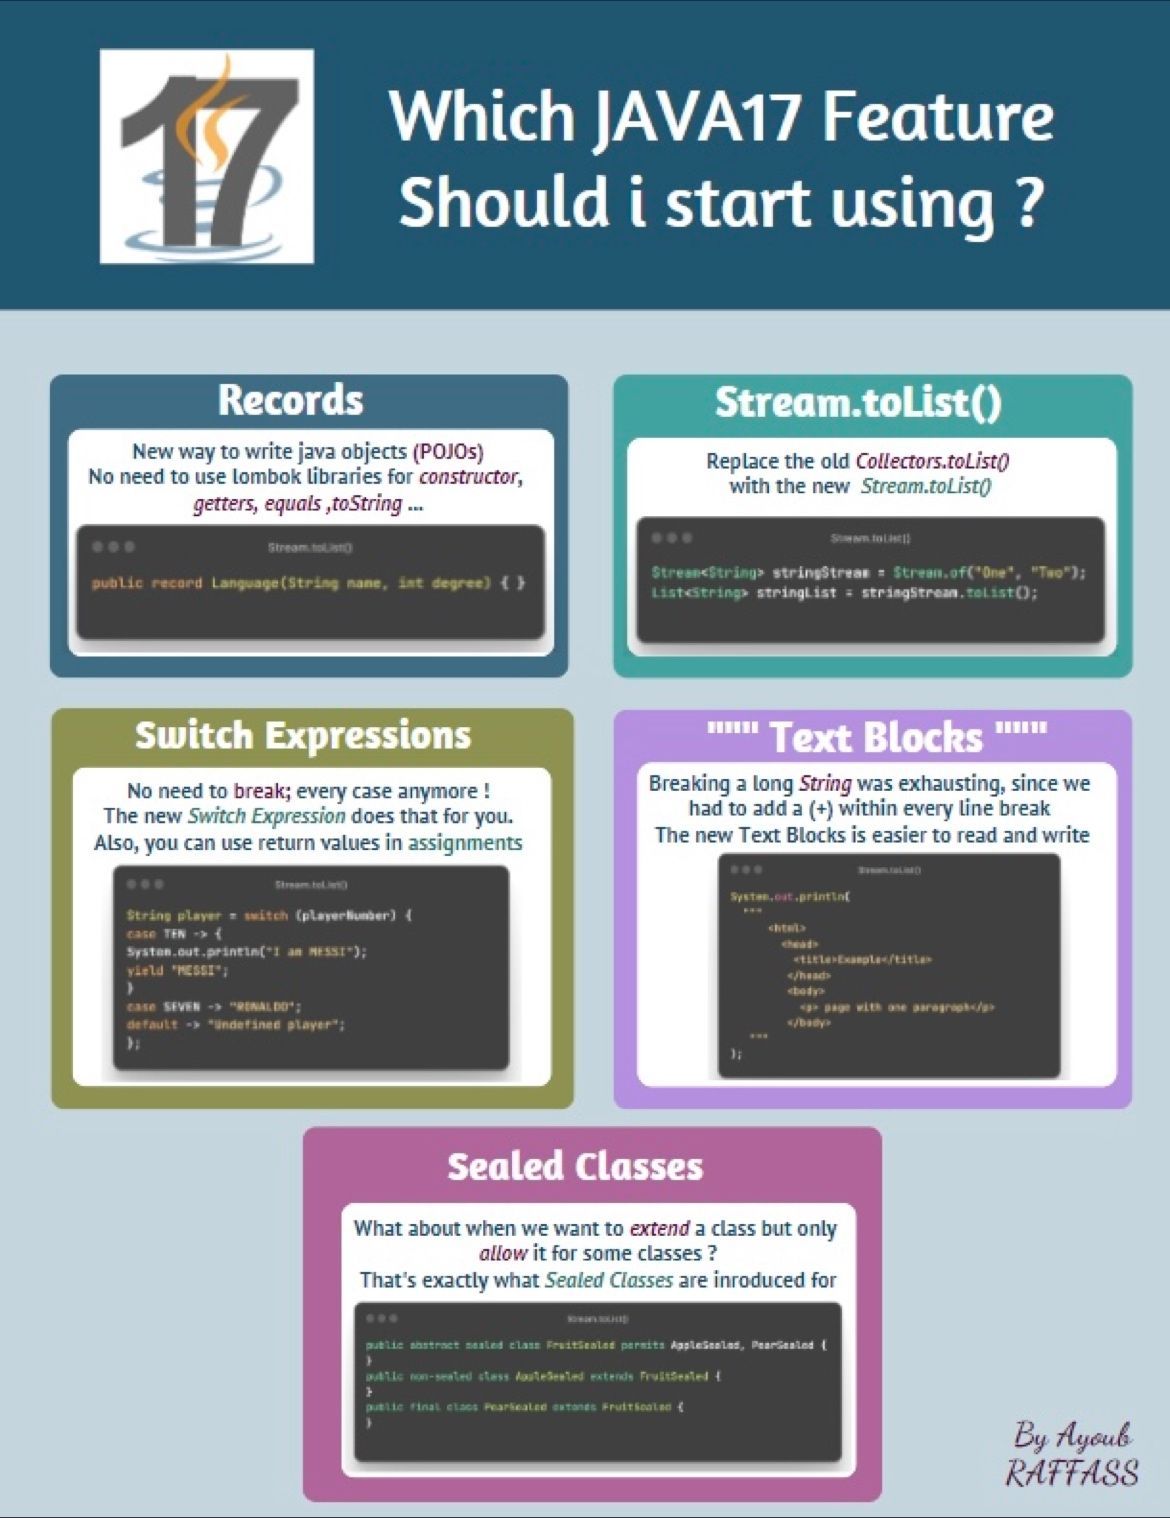 17
Which JAVA17 Feature
Should i start using ?
Records
New way to write java objects (POJOs)
No need to use lombok libraries for constructor,
getters, equals ,toString ...
Stream.toList()
public record Language(String name, int degree) { }
Stream.toList()
Replace the old Collectors.toList()
with the new Stream.toList()
Stream.toList()
Stream<String> stringStream = Stream.of("One", "Two");
List<String> stringList = stringStream.toList();
Switch Expressions
No need to break; every case anymore !
The new Switch Expression does that for you.
Also, you can use return values in assignments
Stream.toList()
String player = switch (playerNumber) {
case TEN -> {
System.out.println("I am MESSI");
yield "MESSI";
}
case SEVEN -> "RONALDO";
default -> "Undefined player";
};
""" Text Blocks """
Breaking a long String was exhausting, since we
had to add a (+) within every line break
The new Text Blocks is easier to read and write
Stream.toList()
System.out.println(
"""
<html>
<head>
<title>Example</title>
</head>
<body>
<p> page with one paragraph</p>
</body>
"""
);
Sealed Classes
What about when we want to extend a class but only
allow it for some classes ?
That's exactly what Sealed Classes are inroduced for
Stream.toList()
public abstract sealed class FruitSealed permits AppleSealed, PearSealed {
}
public non-sealed class AppleSealed extends FruitSealed {
}
public final class PearSealed extends FruitSealed {
}
By Ayoub
RAFFASS